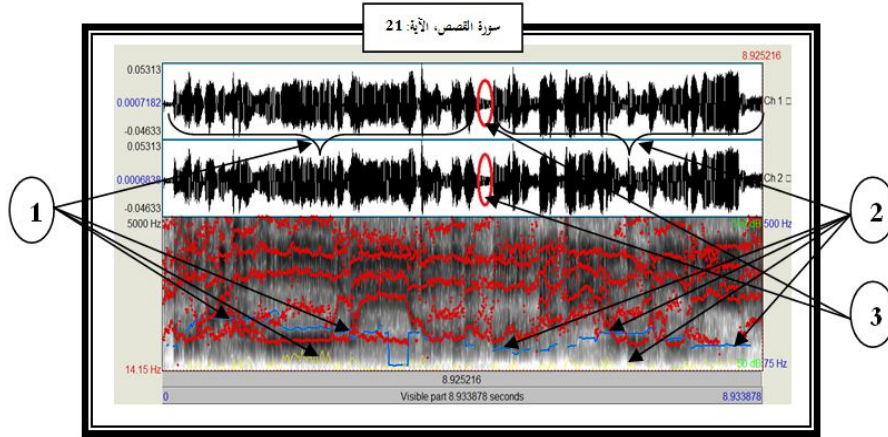 سورة القصص، الآية: 21
8.925216
0.05313
0.0007182
Ch 1
-0.04633
0.05313
0.0006838
Ch 2
-0.04633
1
2
5000 Hz
500 Hz
3
14.15 Hz
50 dB
75 Hz
8.925216
0
Visible part 8.933878 seconds
8.933878